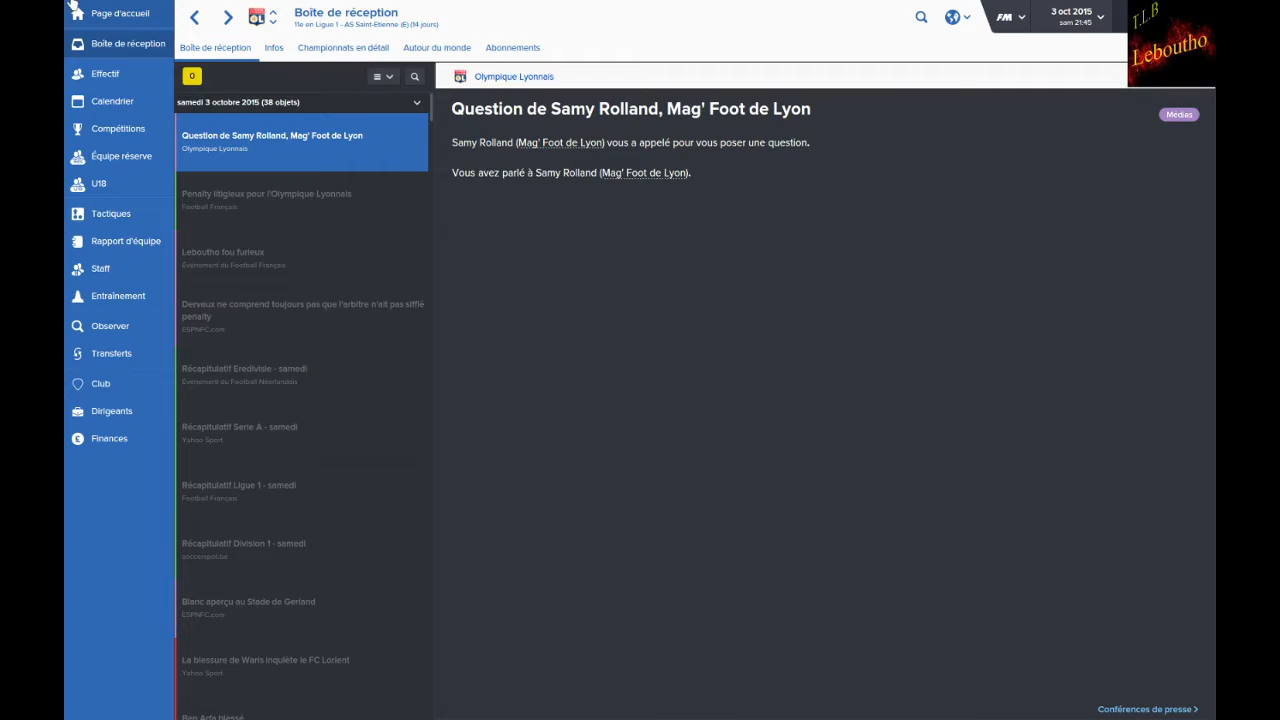 Page d'accueil
Boîte de réception
Effectif
Calendrier
Compétitions
Équipe réserve
U18
Tactiques
Rapport d'équipe
Staff
Entraînement
Observer
Transferts
Club
Dirigeants
Finances
Boîte de réception
11e en Ligue 1 - AS Saint-Etienne (E) (14 jours)
FM
3 oct 2015
sam 21:45
T.L.B
Leboutho
Boîte de réception
Infos
Championnats en détail
Autour du monde
Abonnements
0
samedi 3 octobre 2015 (38 objets)
Question de Samy Rolland, Mag' Foot de Lyon
Olympique Lyonnais
Penalty litigieux pour l'Olympique Lyonnais
Football Français
Leboutho fou furieux
Événement du Football Français
Dervaux ne comprend toujours pas que l'arbitre n'ait pas sifflé
penalty
ESPNFC.com
Récapitulatif Eredivisie - samedi
Événement du Football Néerlandais
Récapitulatif Serie A - samedi
Yahoo Sport
Récapitulatif Ligue 1 - samedi
Football Français
Récapitulatif Division 1 - samedi
soccerspot.be
Blanc aperçu au Stade de Gerland
ESPNFC.com
La blessure de Waris inquiète le FC Lorient
Yahoo Sport
Ben Arfa blessé
Olympique Lyonnais
Question de Samy Rolland, Mag' Foot de Lyon
Médias
Samy Rolland (Mag' Foot de Lyon) vous a appelé pour vous poser une question.
Vous avez parlé à Samy Rolland (Mag' Foot de Lyon).
Conférences de presse >